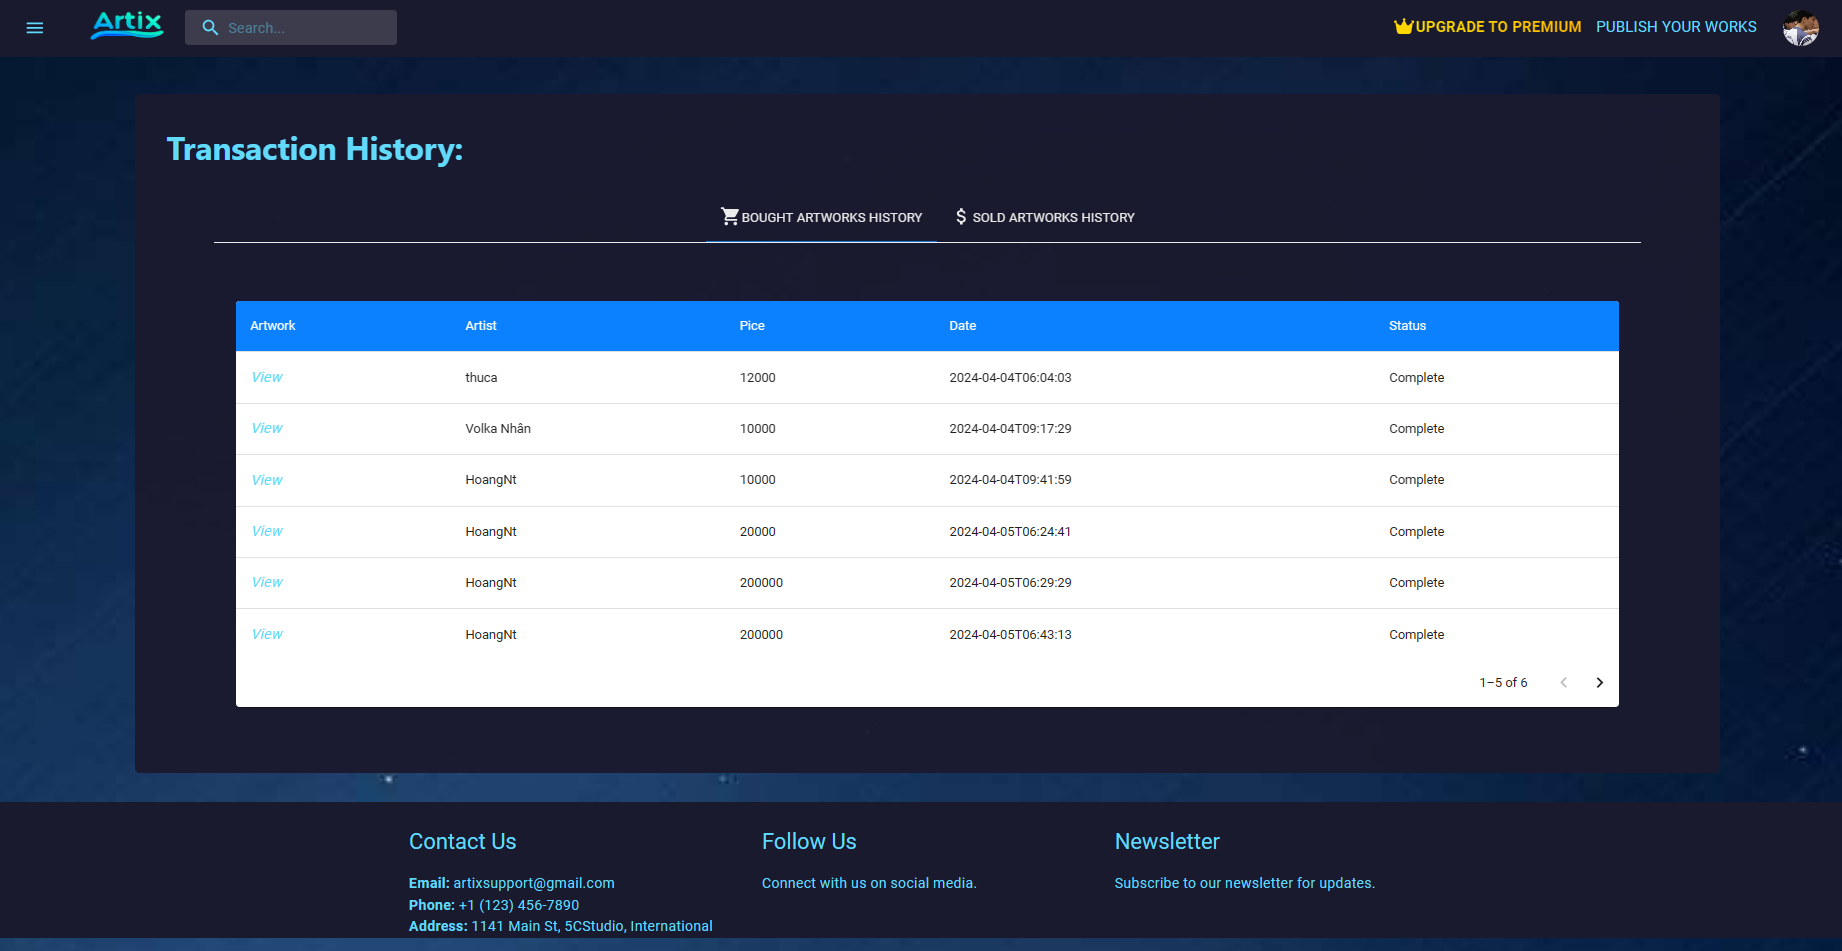 Artix
Search...
UPGRADE TO PREMIUM
PUBLISH YOUR WORKS
Transaction History:
BOUGHT ARTWORKS HISTORY
$ SOLD ARTWORKS HISTORY
Artwork Artist Pice Date Status
View thuca 12000 2024-04-04T06:04:03 Complete
View Volka Nhân 10000 2024-04-04T09:17:29 Complete
View HoangNt 10000 2024-04-04T09:41:59 Complete
View HoangNt 20000 2024-04-05T06:24:41 Complete
View HoangNt 200000 2024-04-05T06:29:29 Complete
View HoangNt 200000 2024-04-05T06:43:13 Complete
1–5 of 6
Contact Us
Email: artixsupport@gmail.com
Phone: +1 (123) 456-7890
Address: 1141 Main St, 5CStudio, International
Follow Us
Connect with us on social media.
Newsletter
Subscribe to our newsletter for updates.